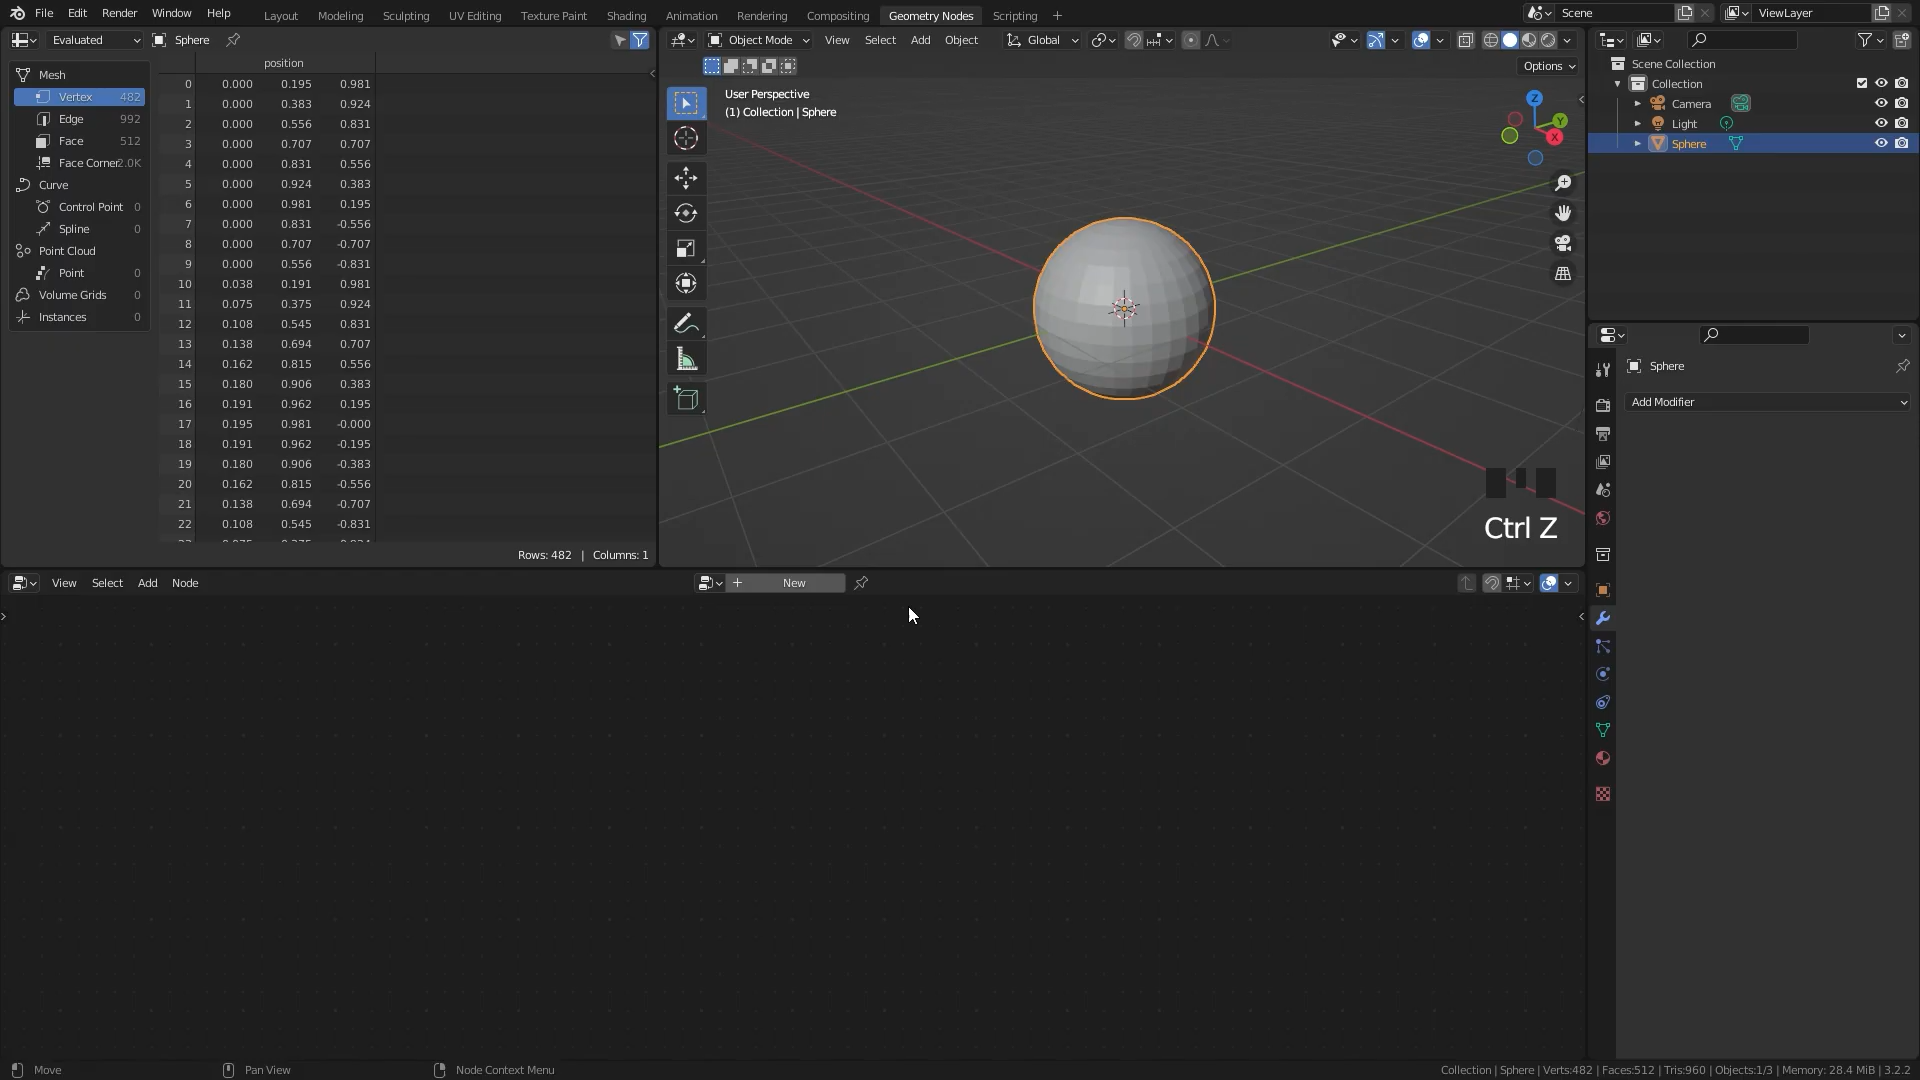 File Edit Render Window Help
Layout Modeling Sculpting UV Editing Texture Paint Shading Animation Rendering Compositing Geometry Nodes Scripting +
Scene
ViewLayer
Evaluated Sphere
Mesh
Vertex 482
Edge 992
Face 512
Face Corner 2.0K
Curve
Control Point 0
Spline 0
Point Cloud
Point 0
Volume Grids 0
Instances 0
position
0 0.000 0.195 0.981
1 0.000 0.383 0.924
2 0.000 0.556 0.831
3 0.000 0.707 0.707
4 0.000 0.831 0.556
5 0.000 0.924 0.383
6 0.000 0.981 0.195
7 0.000 0.831 -0.556
8 0.000 0.707 -0.707
9 0.000 0.556 -0.831
10 0.038 0.191 0.981
11 0.075 0.375 0.924
12 0.108 0.545 0.831
13 0.138 0.694 0.707
14 0.162 0.815 0.556
15 0.180 0.906 0.383
16 0.191 0.962 0.195
17 0.195 0.981 -0.000
18 0.191 0.962 -0.195
19 0.180 0.906 -0.383
20 0.162 0.815 -0.556
21 0.138 0.694 -0.707
22 0.108 0.545 -0.831
Rows: 482 | Columns: 1
Object Mode View Select Add Object Global
Options
User Perspective
(1) Collection | Sphere
Z
Y
X
Ctrl Z
Scene Collection
Collection
Camera
Light
Sphere
Sphere
Add Modifier
View Select Add Node
+ New
Move Pan View Node Context Menu
Collection | Sphere | Verts:482 | Faces:512 | Tris:960 | Objects:1/3 | Memory: 28.4 MiB | 3.2.2